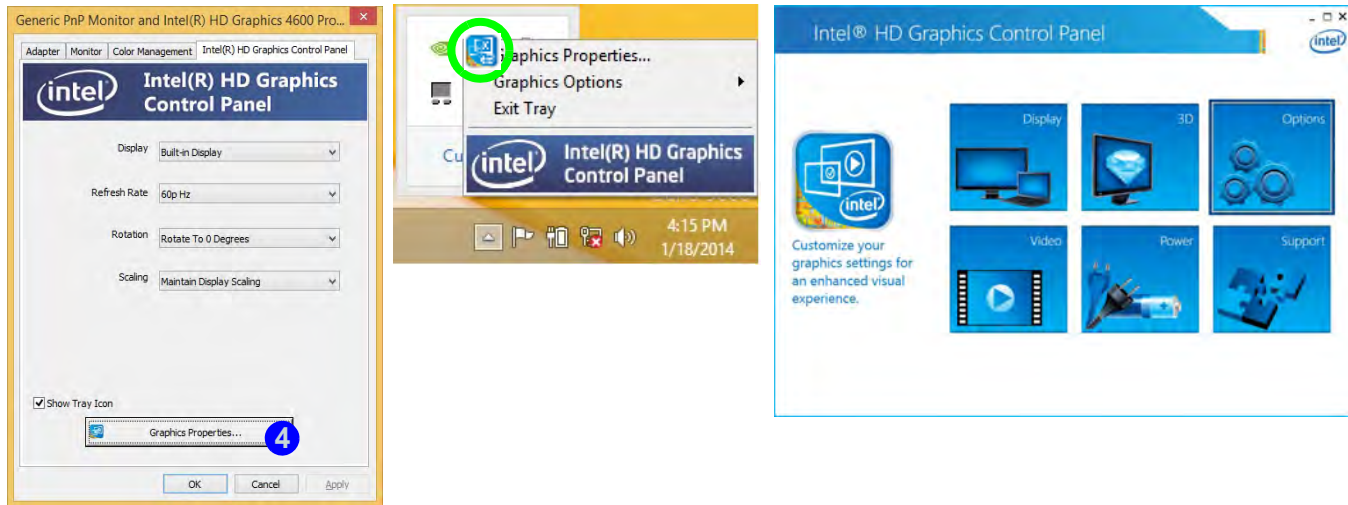 Generic PnP Monitor and Intel(R) HD Graphics 4600 Pro...
Adapter Monitor Color Management Intel(R) HD Graphics Control Panel
intel Intel(R) HD Graphics
Control Panel
Display Built-in Display
Refresh Rate 60p Hz
Rotation Rotate To 0 Degrees
Scaling Maintain Display Scaling
Show Tray Icon
Graphics Properties... 4
OK Cancel Apply
aphics Properties...
Graphics Options
Exit Tray
Cu
intel Intel(R) HD Graphics
Control Panel
4:15 PM
1/18/2014
Intel® HD Graphics Control Panel
intel
intel
Customize your
graphics settings for
an enhanced visual
experience.
Display 3D Options
Video Power Support